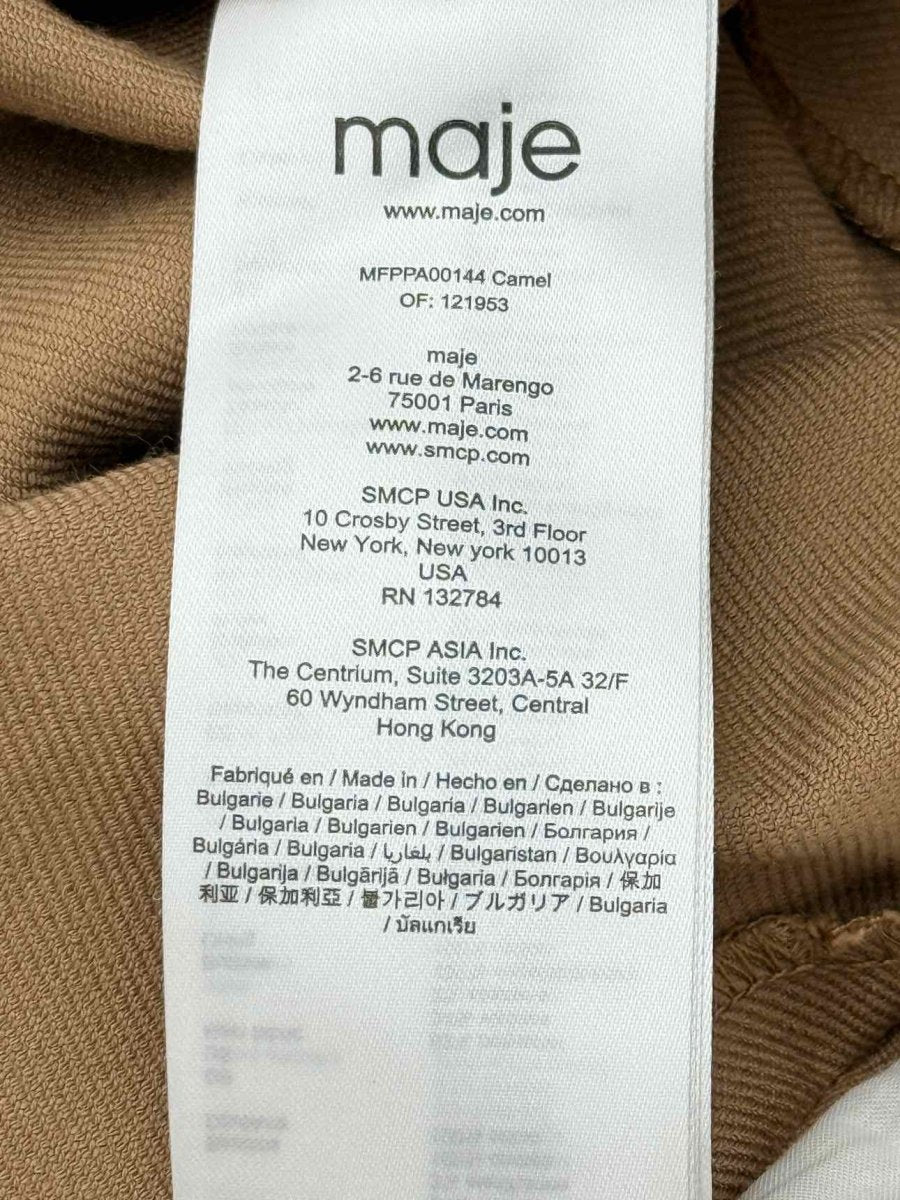 maje
www.maje.com
MFPPA00144 Camel
OF: 121953
maje
2-6 rue de Marengo
75001 Paris
www.maje.com
www.smcp.com
SMCP USA Inc.
10 Crosby Street, 3rd Floor
New York, New york 10013
USA
RN 132784
SMCP ASIA Inc.
The Centrium, Suite 3203A-5A 32/F
60 Wyndham Street, Central
Hong Kong
Fabriqué en / Made in / Hecho en / Сделано в :
Bulgarie / Bulgaria / Bulgaria / Bulgarien / Bulgarije
/ Bulgaria / Bulgarien / Bulgarien / Болгария /
Bulgária / Bulgaria / بلغاريا / Bulgaristan / Βουλγαρία
/ Bulgarija / Bulgārijā / Bułgaria / Болгарія / 保加
利亚 / 保加利亞 / 불가리아 / ブルガリア / Bulgaria
/ บัลแกเรีย